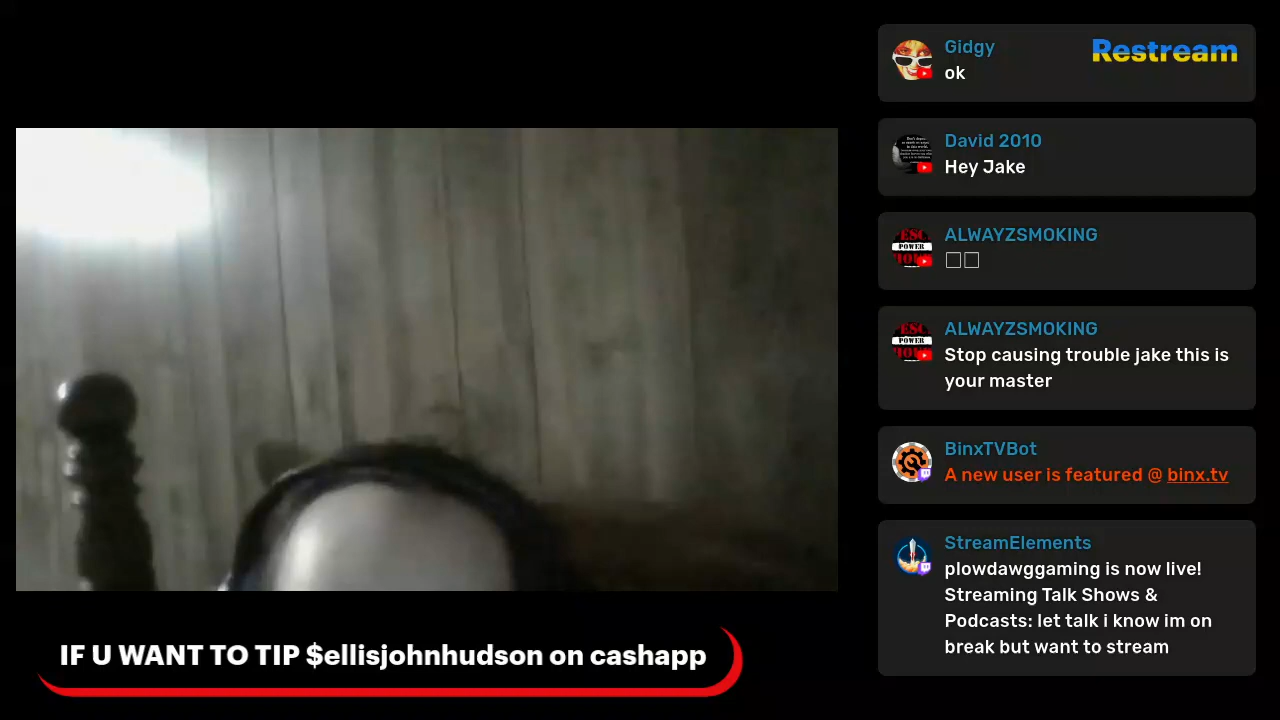 Gidgy
Restream
ok
David 2010
Hey Jake
ALWAYZSMOKING
ALWAYZSMOKING
Stop causing trouble jake this is
your master
BinxTVBot
A new user is featured @ binx.tv
StreamElements
plowdawggaming is now live!
Streaming Talk Shows &
Podcasts: let talk i know im on
break but want to stream
IF U WANT TO TIP $ellisjohnhudson on cashapp